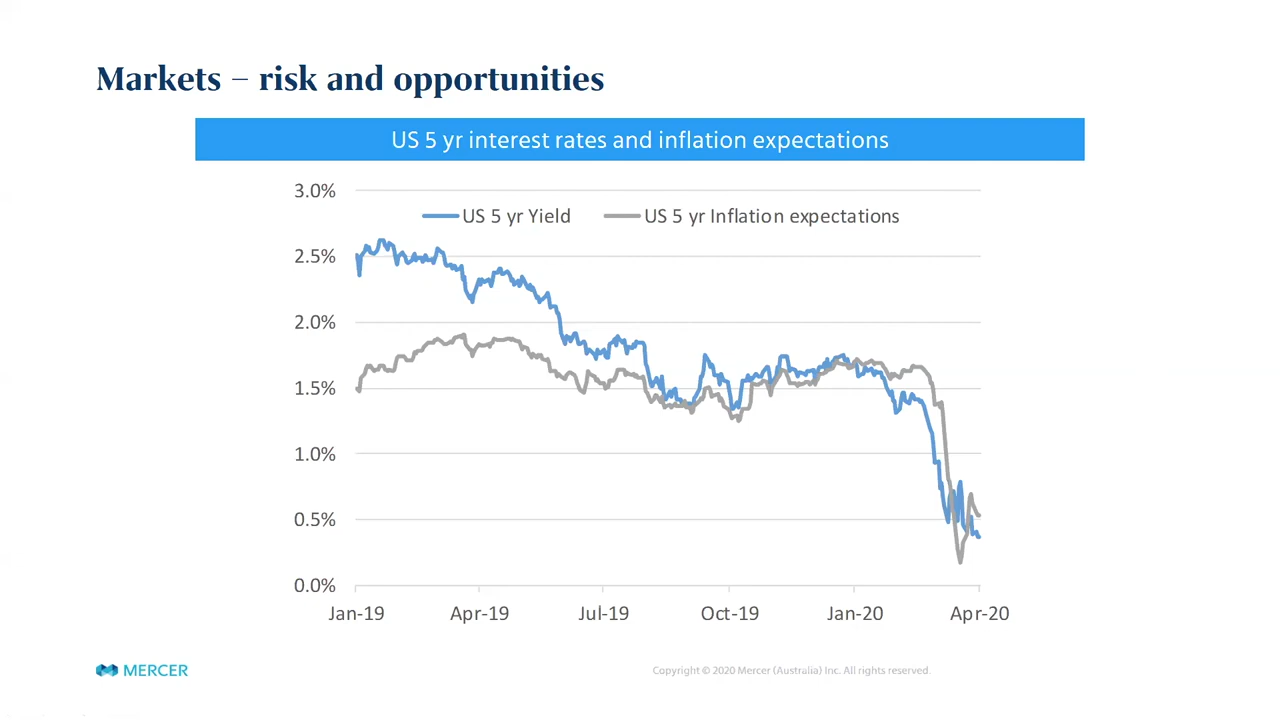 Markets – risk and opportunities
US 5 yr interest rates and inflation expectations
3.0%
US 5 yr Yield US 5 yr Inflation expectations
2.5%
2.0%
1.5%
1.0%
0.5%
0.0%
Jan-19 Apr-19 Jul-19 Oct-19 Jan-20 Apr-20
MERCER Copyright © 2020 Mercer (Australia) Inc. All rights reserved.